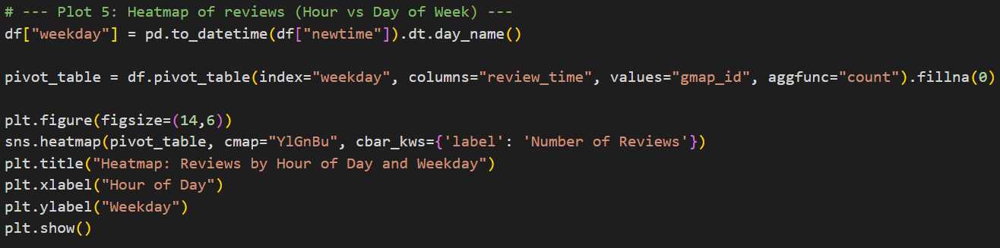 # --- Plot 5: Heatmap of reviews (Hour vs Day of Week) ---
df["weekday"] = pd.to_datetime(df["newtime"]).dt.day_name()
pivot_table = df.pivot_table(index="weekday", columns="review_time", values="gmap_id", aggfunc="count").fillna(0)
plt.figure(figsize=(14,6))
sns.heatmap(pivot_table, cmap="YlGnBu", cbar_kws={'label': 'Number of Reviews'})
plt.title("Heatmap: Reviews by Hour of Day and Weekday")
plt.xlabel("Hour of Day")
plt.ylabel("Weekday")
plt.show()